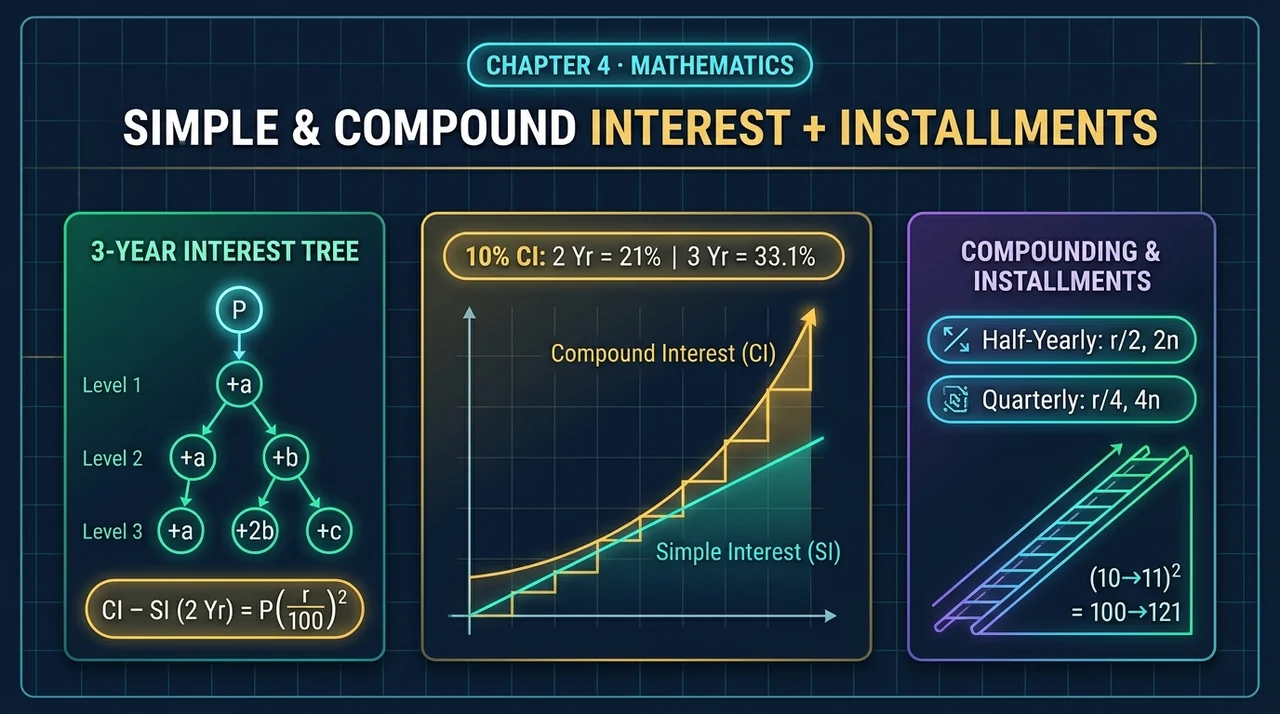 CHAPTER 4 · MATHEMATICS
SIMPLE & COMPOUND INTEREST + INSTALLMENTS
3-YEAR INTEREST TREE
P
Level 1
+a
Level 2
+a
+b
Level 3
+a
+2b
+c
CI – SI (2 Yr) = P(r/100)²
10% CI: 2 Yr = 21% | 3 Yr = 33.1%
Compound Interest (CI)
Simple Interest (SI)
COMPOUNDING &
INSTALLMENTS
Half-Yearly: r/2, 2n
Quarterly: r/4, 4n
(10→11)²
= 100→121